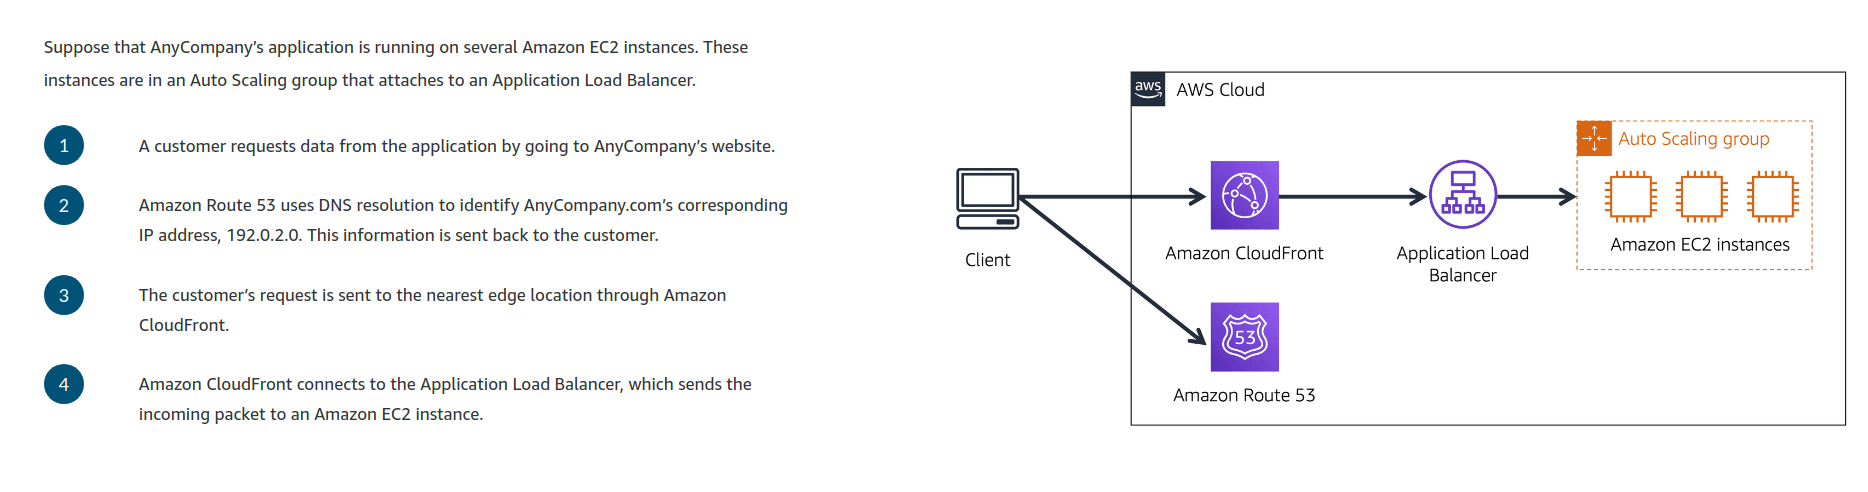 Suppose that AnyCompany’s application is running on several Amazon EC2 instances. These
instances are in an Auto Scaling group that attaches to an Application Load Balancer.
1
A customer requests data from the application by going to AnyCompany’s website.
2
Amazon Route 53 uses DNS resolution to identify AnyCompany.com’s corresponding
IP address, 192.0.2.0. This information is sent back to the customer.
3
The customer’s request is sent to the nearest edge location through Amazon
CloudFront.
4
Amazon CloudFront connects to the Application Load Balancer, which sends the
incoming packet to an Amazon EC2 instance.
aws
AWS Cloud
Auto Scaling group
Client
Amazon CloudFront
Application Load
Balancer
Amazon EC2 instances
53
Amazon Route 53